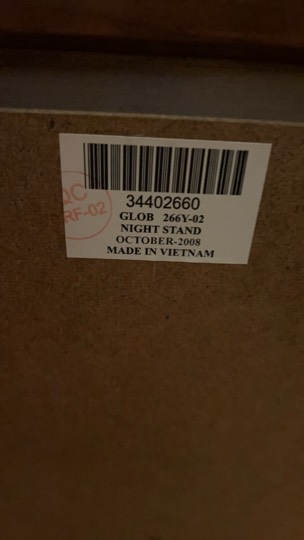 34402660
GLOB 266Y-02
NIGHT STAND
OCTOBER-2008
MADE IN VIETNAM
QC
RF-02